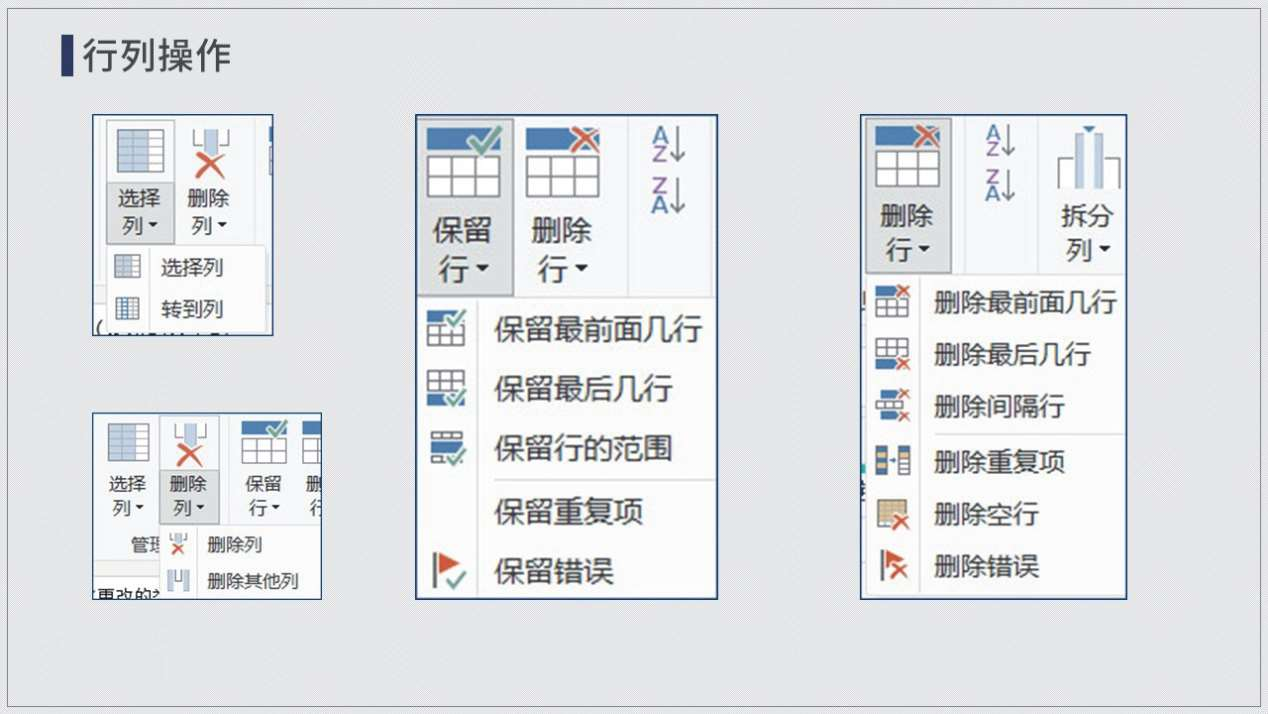 行列操作
选择 删除
列 列
选择列
转到列
选择 删除 保留 删
列 列 行 行
管理
删除列
删除其他列
更改的
保留 删除
行 行
A
Z
Z
A
保留最前面几行
保留最后几行
保留行的范围
保留重复项
保留错误
删除 拆分
行 列
A
Z
Z
A
删除最前面几行
删除最后几行
删除间隔行
删除重复项
删除空行
删除错误